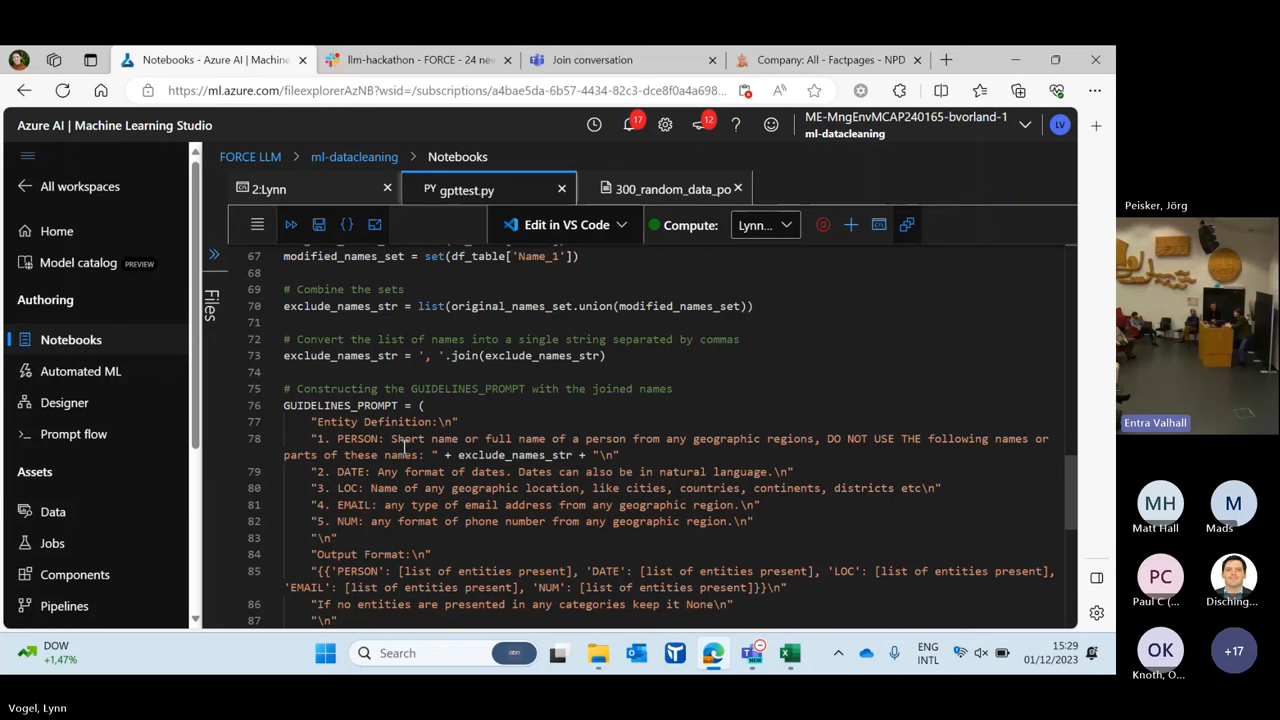 Notebooks - Azure AI | Machine
llm-hackathon - FORCE - 24 new
Join conversation
Company: All - Factpages - NPD
https://ml.azure.com/fileexplorerAzNB?wsid=/subscriptions/a4bae5da-6b57-4434-82c3-dce8f0a4a698...
Azure AI | Machine Learning Studio
17
12
ME-MngEnvMCAP240165-bvorland-1
ml-datacleaning
LV
FORCE LLM > ml-datacleaning > Notebooks
All workspaces
Home
Model catalog PREVIEW
Authoring
Notebooks
Automated ML
Designer
Prompt flow
Assets
Data
Jobs
Components
Pipelines
Files
2:Lynn
PY gpttest.py
300_random_data_po
Edit in VS Code
Compute:
Lynn...
67 modified_names_set = set(df_table['Name_1'])
68
69 # Combine the sets
70 exclude_names_str = list(original_names_set.union(modified_names_set))
71
72 # Convert the list of names into a single string separated by commas
73 exclude_names_str = ', '.join(exclude_names_str)
74
75 # Constructing the GUIDELINES_PROMPT with the joined names
76 GUIDELINES_PROMPT = (
77 "Entity Definition:\n"
78 "1. PERSON: Short name or full name of a person from any geographic regions, DO NOT USE THE following names or
parts of these names: " + exclude_names_str + "\n"
79 "2. DATE: Any format of dates. Dates can also be in natural language.\n"
80 "3. LOC: Name of any geographic location, like cities, countries, continents, districts etc\n"
81 "4. EMAIL: any type of email address from any geographic region.\n"
82 "5. NUM: any format of phone number from any geographic region.\n"
83 "\n"
84 "Output Format:\n"
85 "{{'PERSON': [list of entities present], 'DATE': [list of entities present], 'LOC': [list of entities present],
'EMAIL': [list of entities present], 'NUM': [list of entities present]}}\n"
86 "If no entities are presented in any categories keep it None\n"
87 "\n"
DOW
+1,47%
Search
NEW
ENG
INTL
15:29
01/12/2023
Vogel, Lynn
Peisker, Jörg
Entra Valhall
MH
Matt Hall
M
Mads
PC
Paul C (...
Disching...
OK
Knoth, O...
+17